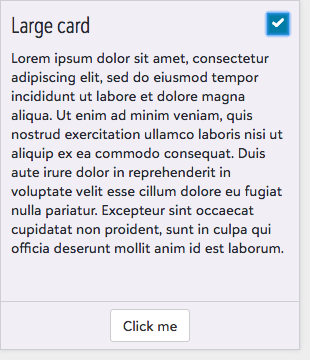 Large card
Lorem ipsum dolor sit amet, consectetur
adipiscing elit, sed do eiusmod tempor
incididunt ut labore et dolore magna
aliqua. Ut enim ad minim veniam, quis
nostrud exercitation ullamco laboris nisi ut
aliquip ex ea commodo consequat. Duis
aute irure dolor in reprehenderit in
voluptate velit esse cillum dolore eu fugiat
nulla pariatur. Excepteur sint occaecat
cupidatat non proident, sunt in culpa qui
officia deserunt mollit anim id est laborum.
Click me